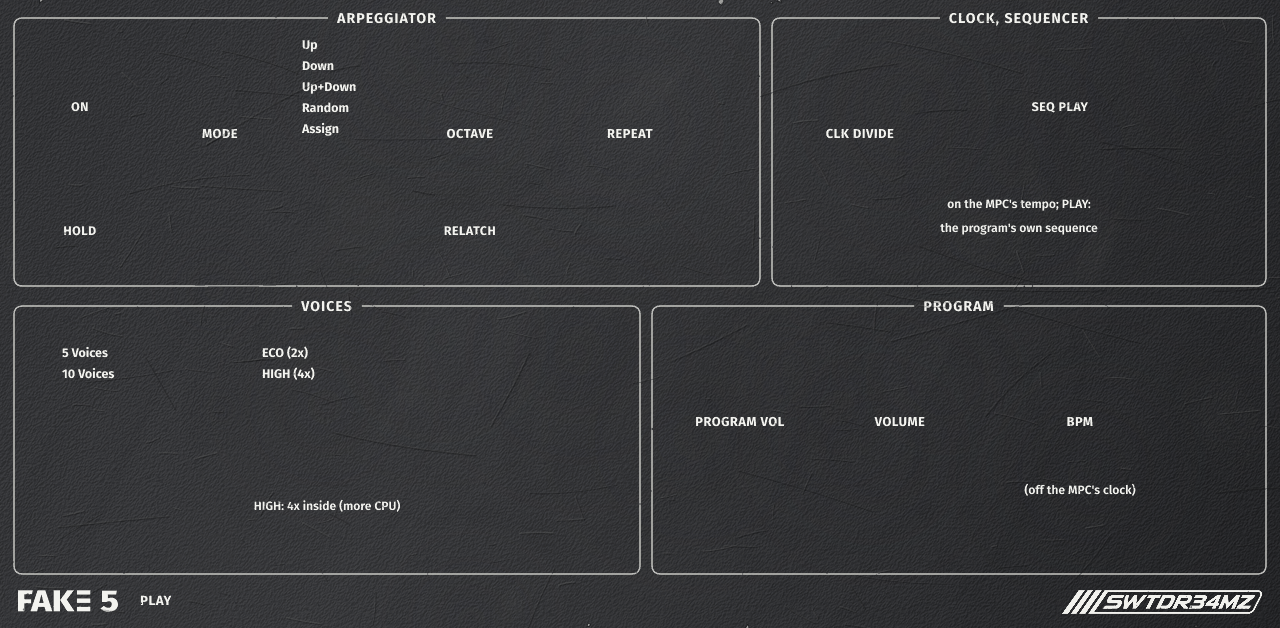 ARPEGGIATOR
CLOCK, SEQUENCER
Up
Down
Up+Down
Random
Assign
ON
MODE
OCTAVE
REPEAT
HOLD
RELATCH
SEQ PLAY
CLK DIVIDE
on the MPC's tempo; PLAY:
the program's own sequence
VOICES
PROGRAM
5 Voices
10 Voices
ECO (2x)
HIGH (4x)
HIGH: 4x inside (more CPU)
PROGRAM VOL
VOLUME
BPM
(off the MPC's clock)
FAKE 5
PLAY
SWTDR34MZ